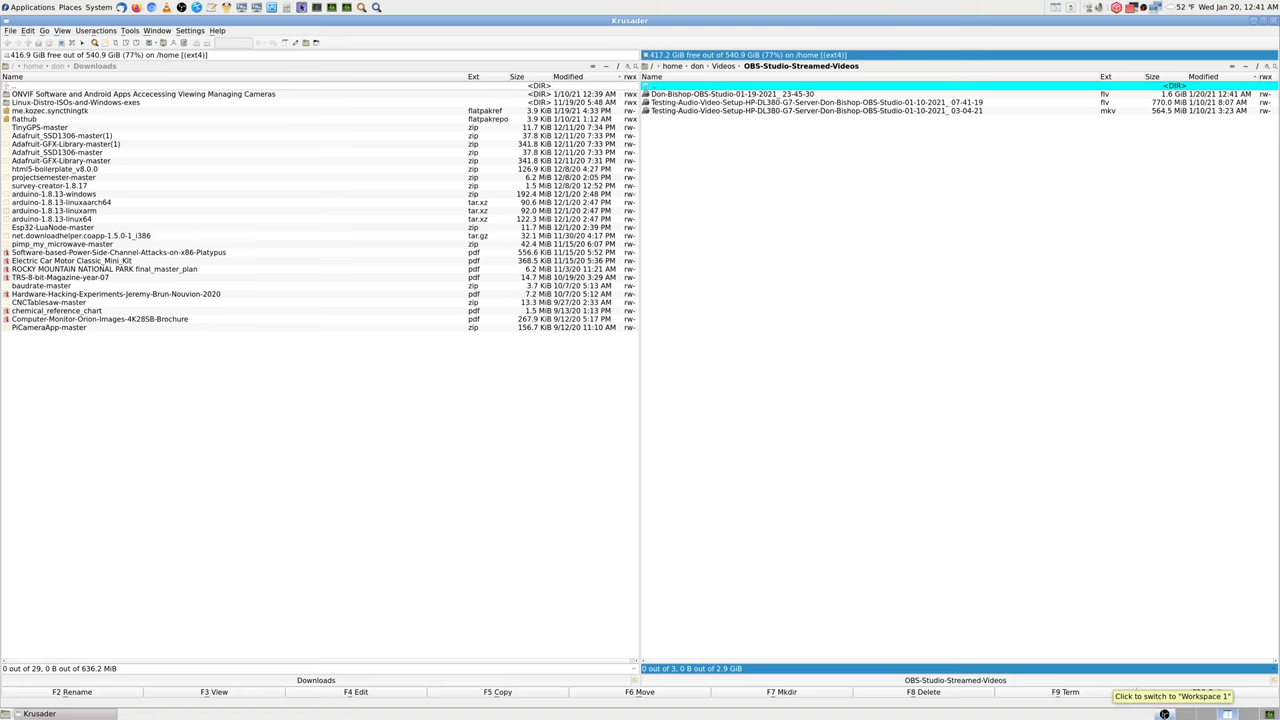 Applications Places System 52 °F Wed Jan 20, 12:41 AM
Krusader
File Edit Go View Useractions Tools Window Settings Help
416.9 GiB free out of 540.9 GiB (77%) on /home [(ext4)]
/ home don Downloads
Name Ext Size Modified rwx
.. <DIR>
ONVIF Software and Android Apps Accecessing Viewing Managing Cameras <DIR> 1/10/21 12:39 AM rwx
Linux-Distro-ISOs-and-Windows-exes <DIR> 11/19/20 5:48 AM rwx
me.kozec.syncthingtk flatpakref 3.9 KiB 1/19/21 4:33 PM rw-
flathub flatpakrepo 3.9 KiB 1/10/21 1:12 AM rwx
TinyGPS-master zip 11.7 KiB 12/11/20 7:34 PM rw-
Adafruit_SSD1306-master(1) zip 37.8 KiB 12/11/20 7:33 PM rw-
Adafruit-GFX-Library-master(1) zip 341.8 KiB 12/11/20 7:33 PM rw-
Adafruit_SSD1306-master zip 37.8 KiB 12/11/20 7:33 PM rw-
Adafruit-GFX-Library-master zip 341.8 KiB 12/11/20 7:31 PM rw-
html5-boilerplate_v8.0.0 zip 126.9 KiB 12/8/20 4:27 PM rw-
projectsemester-master zip 6.2 MiB 12/8/20 2:05 PM rw-
survey-creator-1.8.17 zip 1.5 MiB 12/8/20 12:52 PM rw-
arduino-1.8.13-windows zip 192.4 MiB 12/1/20 2:48 PM rw-
arduino-1.8.13-linuxaarch64 tar.xz 90.6 MiB 12/1/20 2:47 PM rw-
arduino-1.8.13-linuxarm tar.xz 92.0 MiB 12/1/20 2:47 PM rw-
arduino-1.8.13-linux64 tar.xz 122.3 MiB 12/1/20 2:47 PM rw-
Esp32-LuaNode-master zip 11.7 MiB 12/1/20 2:39 PM rw-
net.downloadhelper.coapp-1.5.0-1_i386 tar.gz 32.1 MiB 11/30/20 4:17 PM rw-
pimp_my_microwave-master zip 42.4 MiB 11/15/20 6:07 PM rw-
Software-based-Power-Side-Channel-Attacks-on-x86-Platypus pdf 556.6 KiB 11/15/20 5:52 PM rw-
Electric Car Motor Classic_Mini_Kit pdf 368.5 KiB 11/15/20 5:36 PM rw-
ROCKY MOUNTAIN NATIONAL PARK final_master_plan pdf 6.2 MiB 11/3/20 11:21 AM rw-
TRS-8-bit-Magazine-year-07 pdf 14.7 MiB 10/19/20 3:29 AM rw-
baudrate-master zip 3.7 KiB 10/7/20 5:13 AM rw-
Hardware-Hacking-Experiments-Jeremy-Brun-Nouvion-2020 pdf 7.2 MiB 10/7/20 5:12 AM rw-
CNCTablesaw-master zip 13.3 MiB 9/27/20 2:33 AM rw-
chemical_reference_chart pdf 1.5 MiB 9/13/20 1:13 PM rw-
Computer-Monitor-Orion-Images-4K28SB-Brochure pdf 267.9 KiB 9/12/20 5:17 PM rw-
PiCameraApp-master zip 156.7 KiB 9/12/20 11:10 AM rw-
0 out of 29, 0 B out of 636.2 MiB
Downloads
417.2 GiB free out of 540.9 GiB (77%) on /home [(ext4)]
/ home don Videos OBS-Studio-Streamed-Videos
Name Ext Size Modified rwx
.. <DIR>
Don-Bishop-OBS-Studio-01-19-2021_ 23-45-30 flv 1.6 GiB 1/20/21 12:41 AM rw-
Testing-Audio-Video-Setup-HP-DL380-G7-Server-Don-Bishop-OBS-Studio-01-10-2021_ 07-41-19 flv 770.0 MiB 1/10/21 8:07 AM rw-
Testing-Audio-Video-Setup-HP-DL380-G7-Server-Don-Bishop-OBS-Studio-01-10-2021_ 03-04-21 mkv 564.5 MiB 1/10/21 3:23 AM rw-
0 out of 3, 0 B out of 2.9 GiB
OBS-Studio-Streamed-Videos
F2 Rename F3 View F4 Edit F5 Copy F6 Move F7 Mkdir F8 Delete F9 Term
Click to switch to "Workspace 1"
Krusader